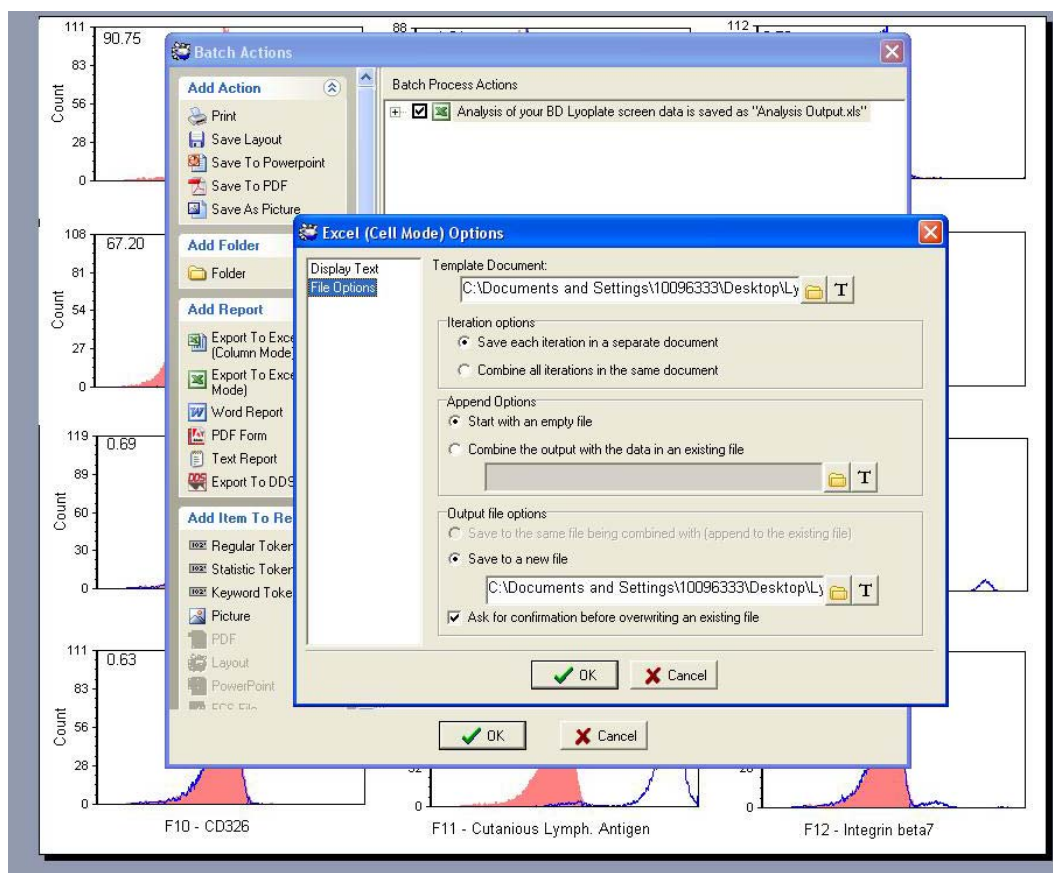 111
90.75
83
56
28
0
Count
88
112
Batch Actions
Add Action
Print
Save Layout
Save To Powerpoint
Save To PDF
Save As Picture
Add Folder
Folder
Add Report
Export To Exce
(Column Mode)
Export To Exce
Mode)
Word Report
PDF Form
Text Report
Export To DDS
Add Item To Re
Regular Token
Statistic Token
Keyword Toke
Picture
PDF
Layout
PowerPoint
FCS File
Batch Process Actions
Analysis of your BD Lyoplate screen data is saved as "Analysis Output.xls"
OK
Cancel
Excel (Cell Mode) Options
Display Text
File Options
Template Document:
C:\Documents and Settings\10096333\Desktop\Ly
T
Iteration options
Save each iteration in a separate document
Combine all iterations in the same document
Append Options
Start with an empty file
Combine the output with the data in an existing file
T
Output file options
Save to the same file being combined with (append to the existing file)
Save to a new file
C:\Documents and Settings\10096333\Desktop\Ly
T
Ask for confirmation before overwriting an existing file
OK
Cancel
108
67.20
81
54
27
0
Count
119
0.69
89
60
30
0
Count
111
0.63
83
56
28
0
Count
0
0
F10 - CD326
F11 - Cutanious Lymph. Antigen
F12 - Integrin beta7